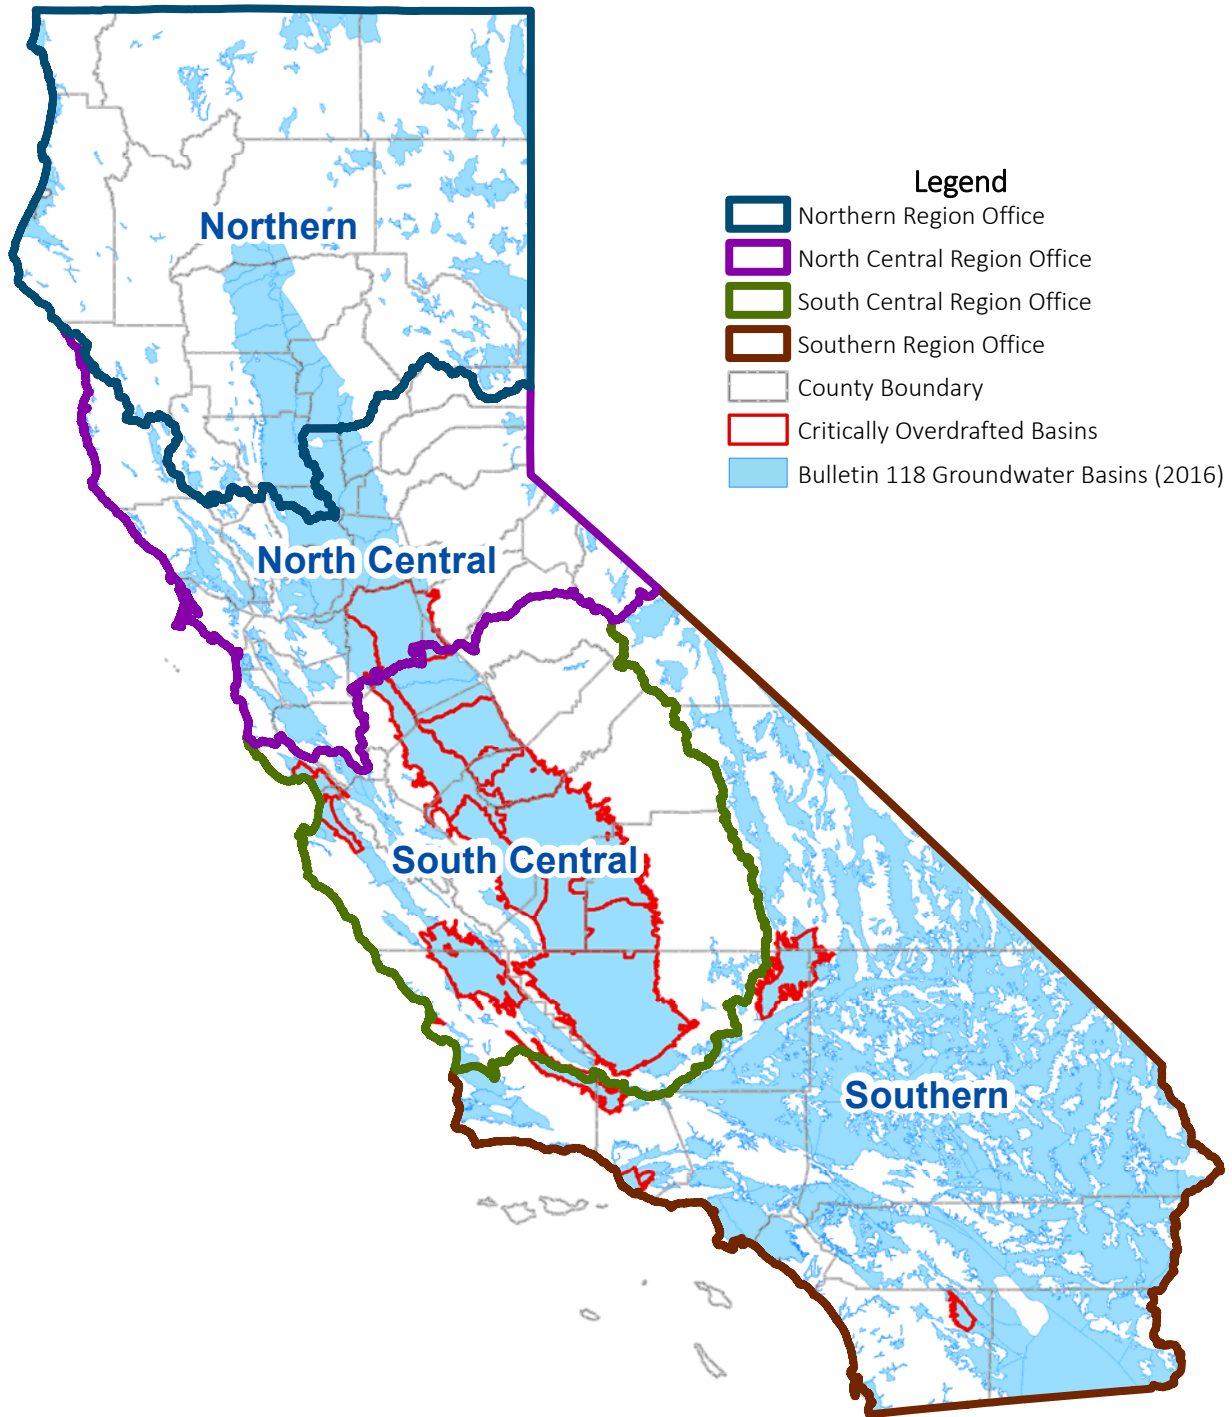 Legend
Northern Region Office
North Central Region Office
South Central Region Office
Southern Region Office
County Boundary
Critically Overdrafted Basins
Bulletin 118 Groundwater Basins (2016)
Northern
North Central
South Central
Southern